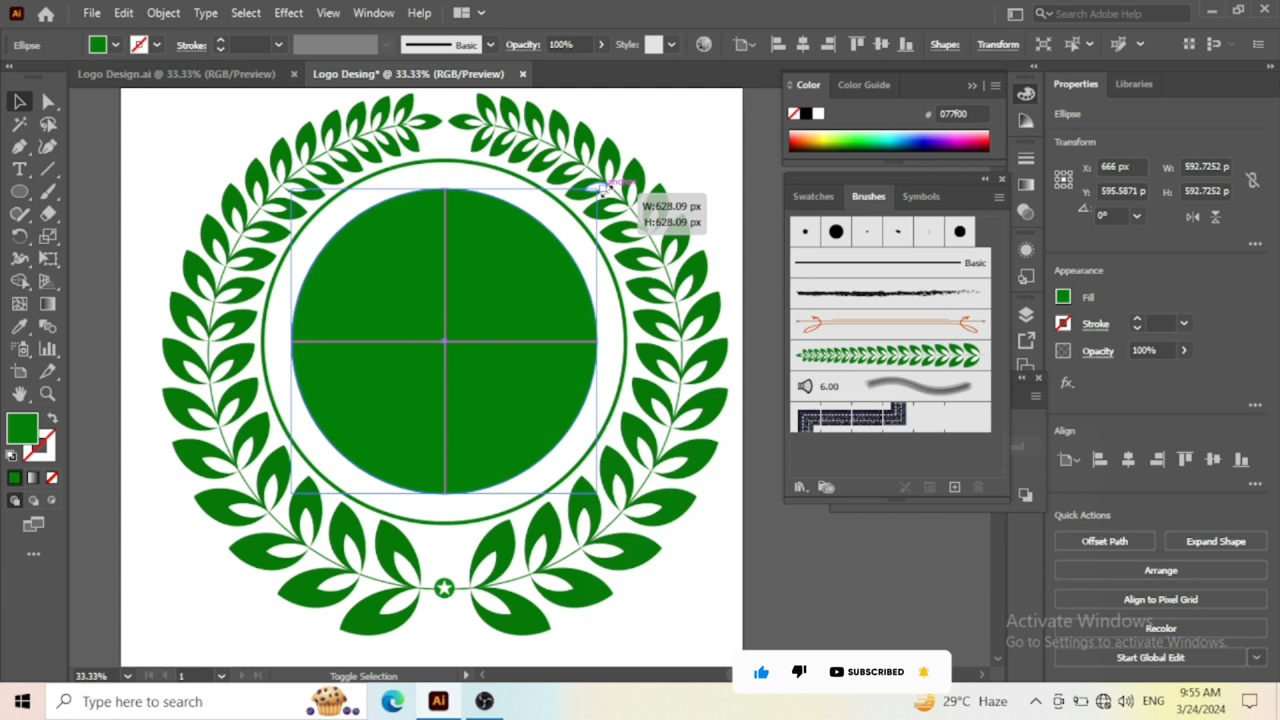 Ai File Edit Object Type Select Effect View Window Help Search Adobe Help
Ellipse Stroke: Basic Opacity: 100% Style: Shape: Transform
Logo Design.ai @ 33.33% (RGB/Preview) Logo Desing* @ 33.33% (RGB/Preview)
Color Color Guide
# 077f00
Swatches Brushes Symbols
Basic
6.00
Properties Libraries
Ellipse
Transform
X: 666 px W: 592.7252 p
Y: 595.5871 p H: 592.7252 p
0°
Appearance
Fill
Stroke
Opacity 100%
fx.
Align
Quick Actions
Offset Path Expand Shape
Arrange
Align to Pixel Grid
Recolor
Start Global Edit
W:628.09 px
H:628.09 px
Activate Windows
Go to Settings to activate Windows.
SUBSCRIBED
33.33% 1 Toggle Selection
Type here to search Ai 29°C Haze ENG 9:55 AM
3/24/2024